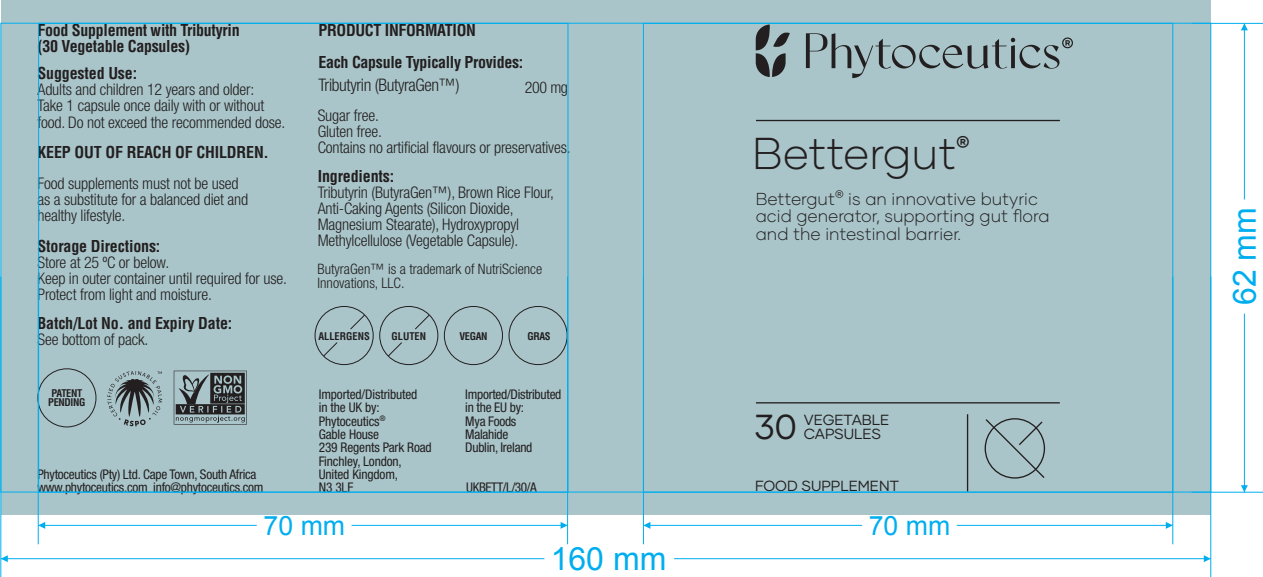 Food Supplement with Tributyrin
(30 Vegetable Capsules)
Suggested Use:
Adults and children 12 years and older:
Take 1 capsule once daily with or without
food. Do not exceed the recommended dose.
KEEP OUT OF REACH OF CHILDREN.
Food supplements must not be used
as a substitute for a balanced diet and
healthy lifestyle.
Storage Directions:
Store at 25 ºC or below.
Keep in outer container until required for use.
Protect from light and moisture.
Batch/Lot No. and Expiry Date:
See bottom of pack.
PATENT
PENDING
CERTIFIED SUSTAINABLE PALM OIL
RSPO
™
NON
GMO
Project
VERIFIED
nongmoproject.org
Phytoceutics (Pty) Ltd. Cape Town, South Africa
www.phytoceutics.com info@phytoceutics.com
PRODUCT INFORMATION
Each Capsule Typically Provides:
Tributyrin (ButyraGen™) 200 mg
Sugar free.
Gluten free.
Contains no artificial flavours or preservatives.
Ingredients:
Tributyrin (ButyraGen™), Brown Rice Flour,
Anti-Caking Agents (Silicon Dioxide,
Magnesium Stearate), Hydroxypropyl
Methylcellulose (Vegetable Capsule).
ButyraGen™ is a trademark of NutriScience
Innovations, LLC.
ALLERGENS
GLUTEN
VEGAN
GRAS
Imported/Distributed
in the UK by:
Phytoceutics®
Gable House
239 Regents Park Road
Finchley, London,
United Kingdom,
N3 3LF
Imported/Distributed
in the EU by:
Mya Foods
Malahide
Dublin, Ireland
UKBETT/L/30/A
Phytoceutics®
Bettergut®
Bettergut® is an innovative butyric
acid generator, supporting gut flora
and the intestinal barrier.
30 VEGETABLE
CAPSULES
FOOD SUPPLEMENT
62 mm
70 mm
70 mm
160 mm